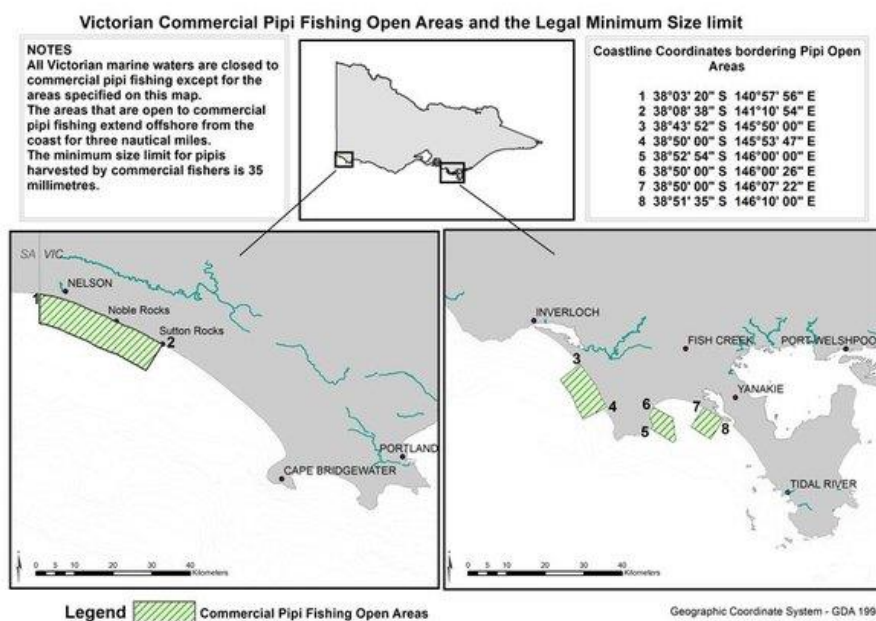 Victorian Commercial Pipi Fishing Open Areas and the Legal Minimum Size limit
NOTES
All Victorian marine waters are closed to
commercial pipi fishing except for the
areas specified on this map.
The areas that are open to commercial
pipi fishing extend offshore from the
coast for three nautical miles.
The minimum size limit for pipis
harvested by commercial fishers is 35
millimetres.
Coastline Coordinates bordering Pipi Open
Areas
1 38°03' 20" S 140°57' 56" E
2 38°08' 38" S 141°10' 54" E
3 38°43' 52" S 145°50' 00" E
4 38°50' 00" S 145°53' 47" E
5 38°52' 54" S 146°00' 00" E
6 38°50' 00" S 146°00' 26" E
7 38°50' 00" S 146°07' 22" E
8 38°51' 35" S 146°10' 00" E
SA VIC
NELSON
1
Noble Rocks
Sutton Rocks
2
PORTLAND
CAPE BRIDGEWATER
0 5 10 20 30 40
Kilometers
INVERLOCH
FISH CREEK
PORT WELSHPOO
3
YANAKIE
4
6
7
5
8
TIDAL RIVER
0 5 10 20 30 40
Kilometers
Legend
Commercial Pipi Fishing Open Areas
Geographic Coordinate System - GDA 199